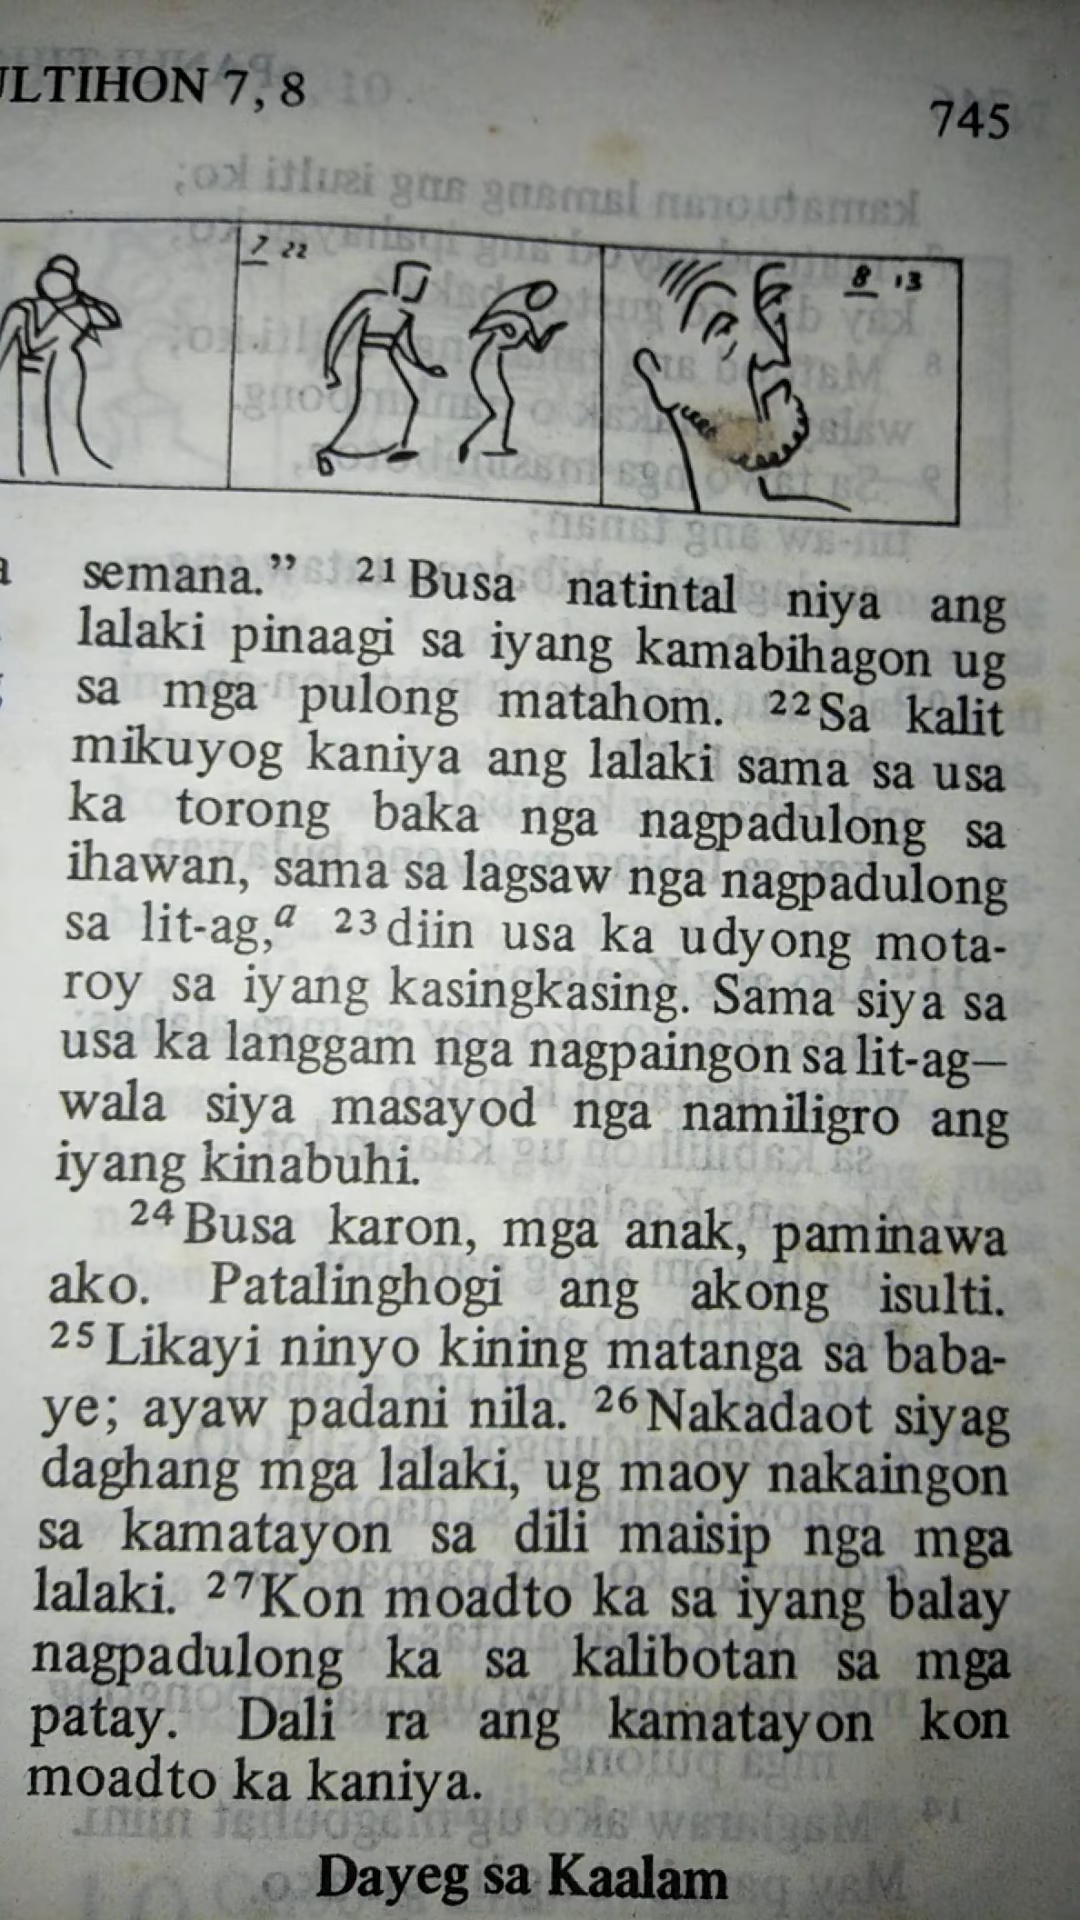 ULTIHON 7, 8
745
7 22
8 13
semana.” 21 Busa natintal niya ang
lalaki pinaagi sa iyang kamabihagon ug
sa mga pulong matahom. 22 Sa kalit
mikuyog kaniya ang lalaki sama sa usa
ka torong baka nga nagpadulong sa
ihawan, sama sa lagsaw nga nagpadulong
sa lit-ag,a 23 diin usa ka udyong mota-
roy sa iyang kasingkasing. Sama siya sa
usa ka langgam nga nagpaingon sa lit-ag—
wala siya masayod nga namiligro ang
iyang kinabuhi.
24 Busa karon, mga anak, paminawa
ako. Patalinghogi ang akong isulti.
25 Likayi ninyo kining matanga sa baba-
ye; ayaw padani nila. 26 Nakadaot siyag
daghang mga lalaki, ug maoy nakaingon
sa kamatayon sa dili maisip nga mga
lalaki. 27 Kon moadto ka sa iyang balay
nagpadulong ka sa kalibotan sa mga
patay. Dali ra ang kamatayon kon
moadto ka kaniya.
Dayeg sa Kaalam